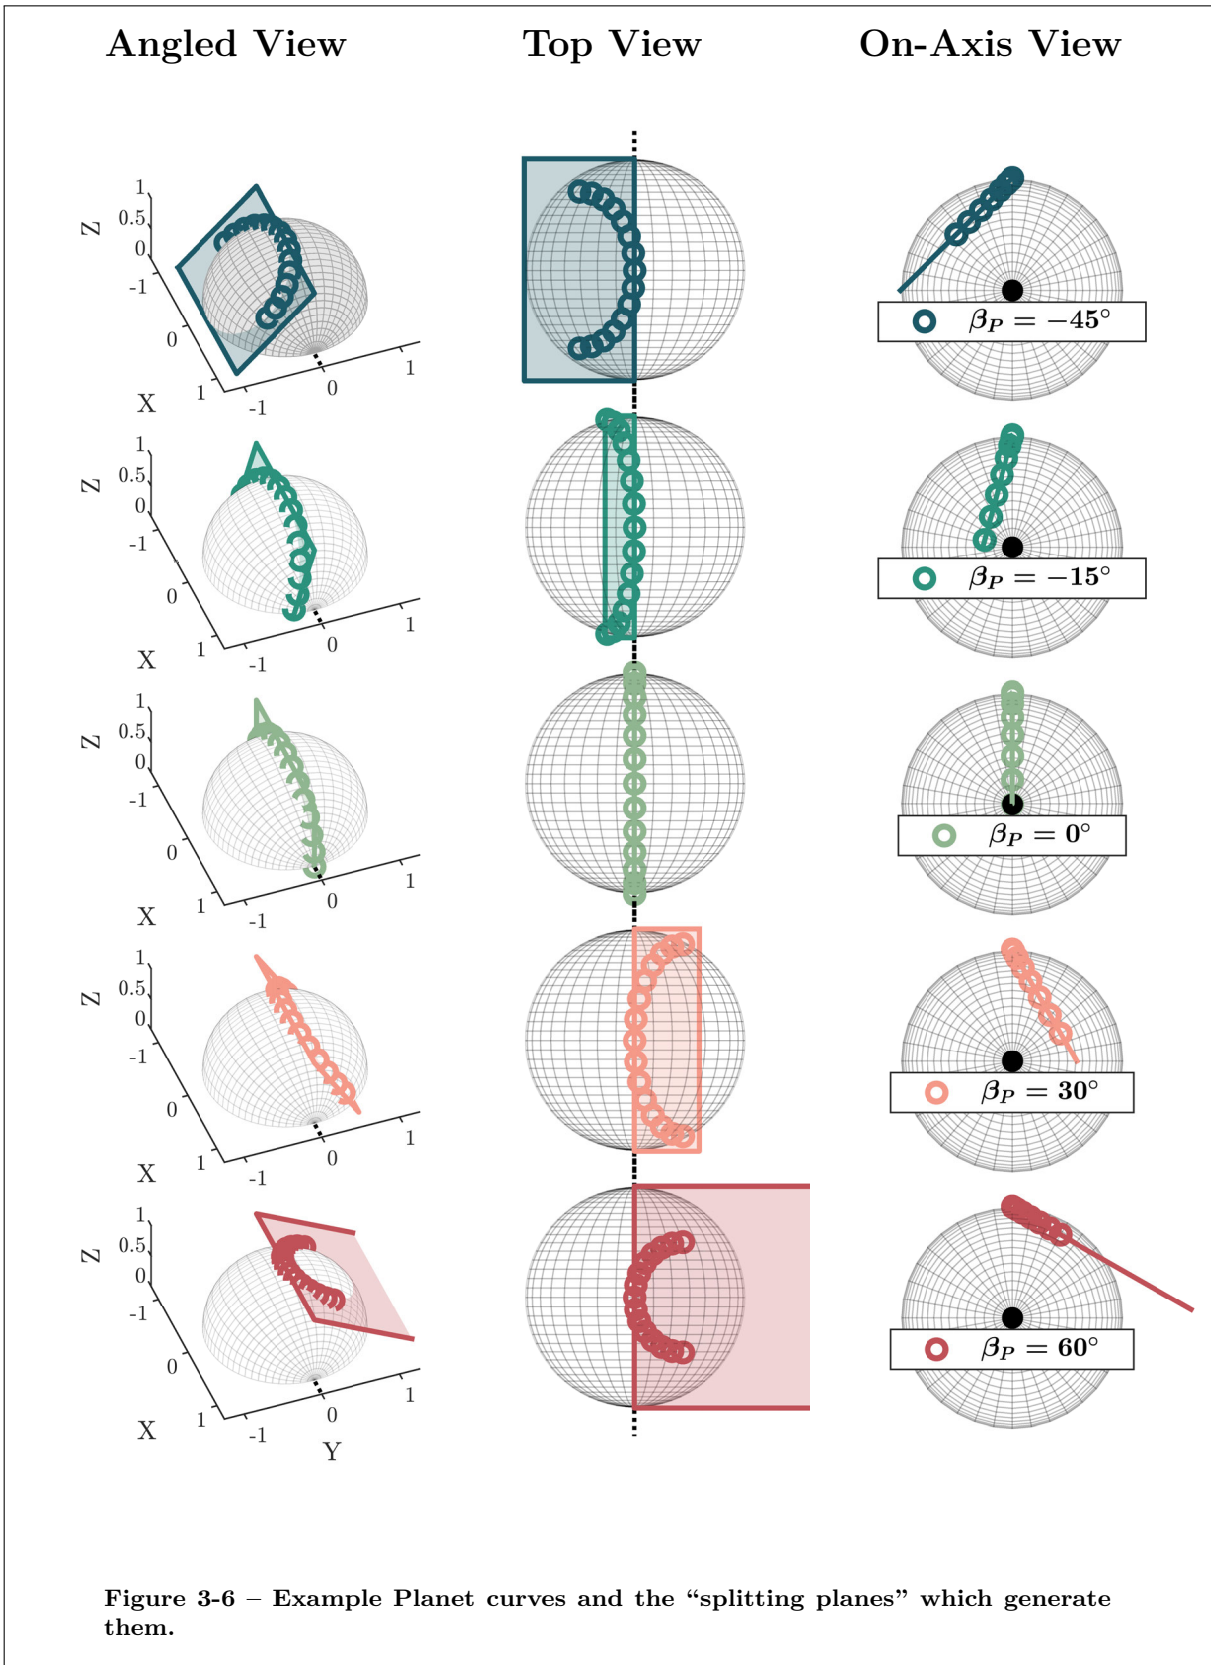 Angled View Top View On-Axis View
1
0.5
0
Z
-1
0
1
X
-1
0
1
β_P = −45°
1
0.5
0
Z
-1
0
1
X
-1
0
1
β_P = −15°
1
0.5
0
Z
-1
0
1
X
-1
0
1
β_P = 0°
1
0.5
0
Z
-1
0
1
X
-1
0
1
β_P = 30°
1
0.5
0
Z
-1
0
1
X
-1
0
1
Y
β_P = 60°
Figure 3-6 – Example Planet curves and the “splitting planes” which generate
them.